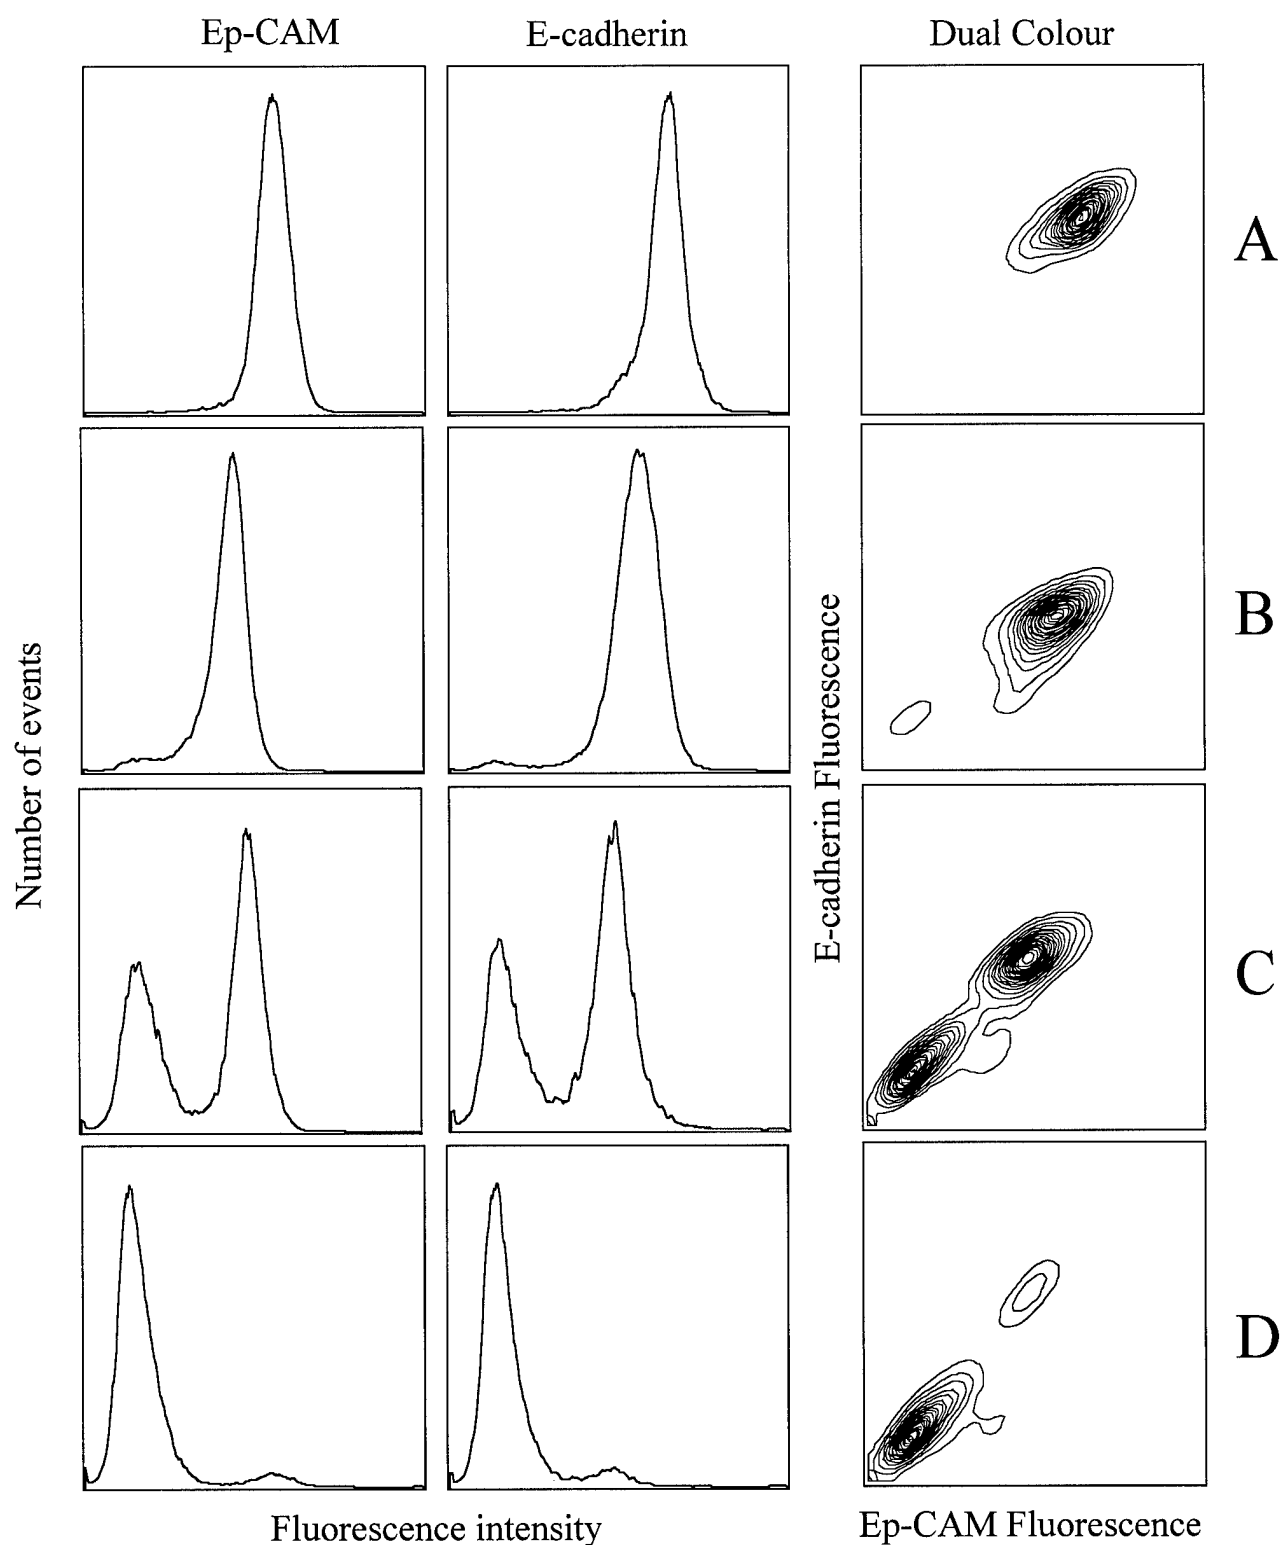 Ep-CAM
E-cadherin
Dual Colour
A
B
C
D
Number of events
E-cadherin Fluorescence
Fluorescence intensity
Ep-CAM Fluorescence